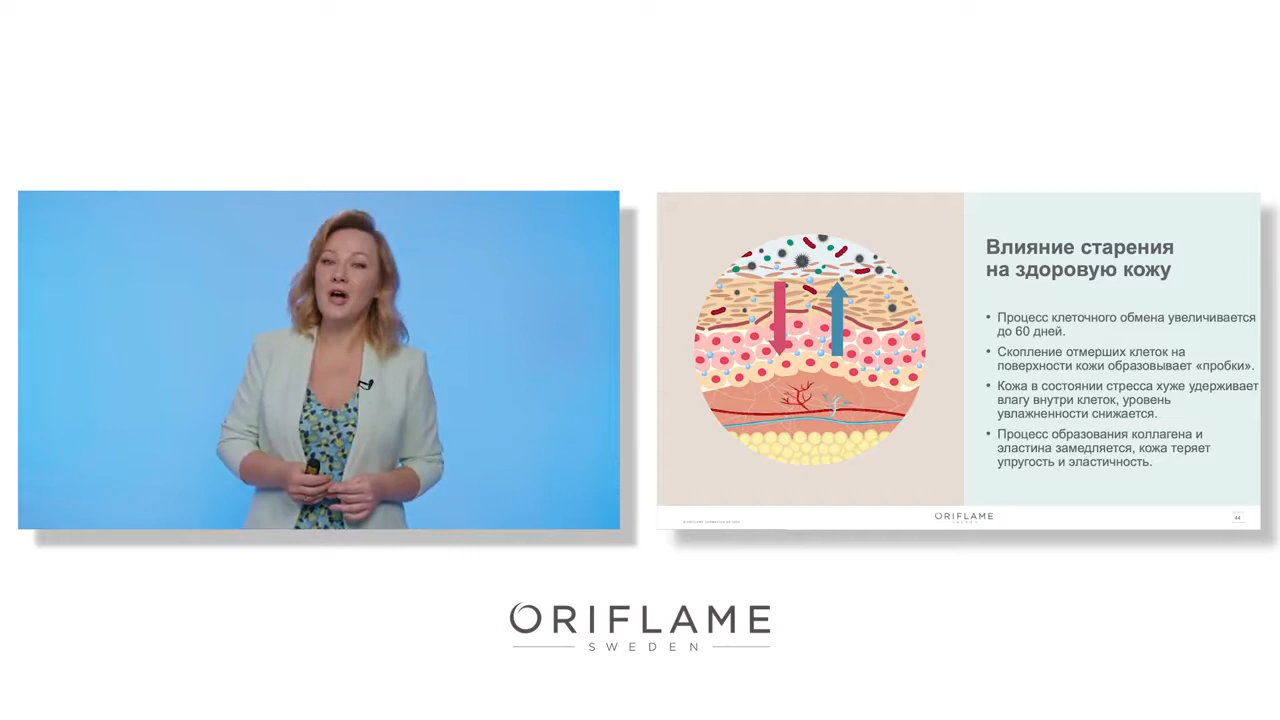 Влияние старения
на здоровую кожу
• Процесс клеточного обмена увеличивается
до 60 дней.
• Скопление отмерших клеток на
поверхности кожи образовывает «пробки».
• Кожа в состоянии стресса хуже удерживает
влагу внутри клеток, уровень
увлажненности снижается.
• Процесс образования коллагена и
эластина замедляется, кожа теряет
упругость и эластичность.
ORIFLAME
SWEDEN
44
ORIFLAME
SWEDEN